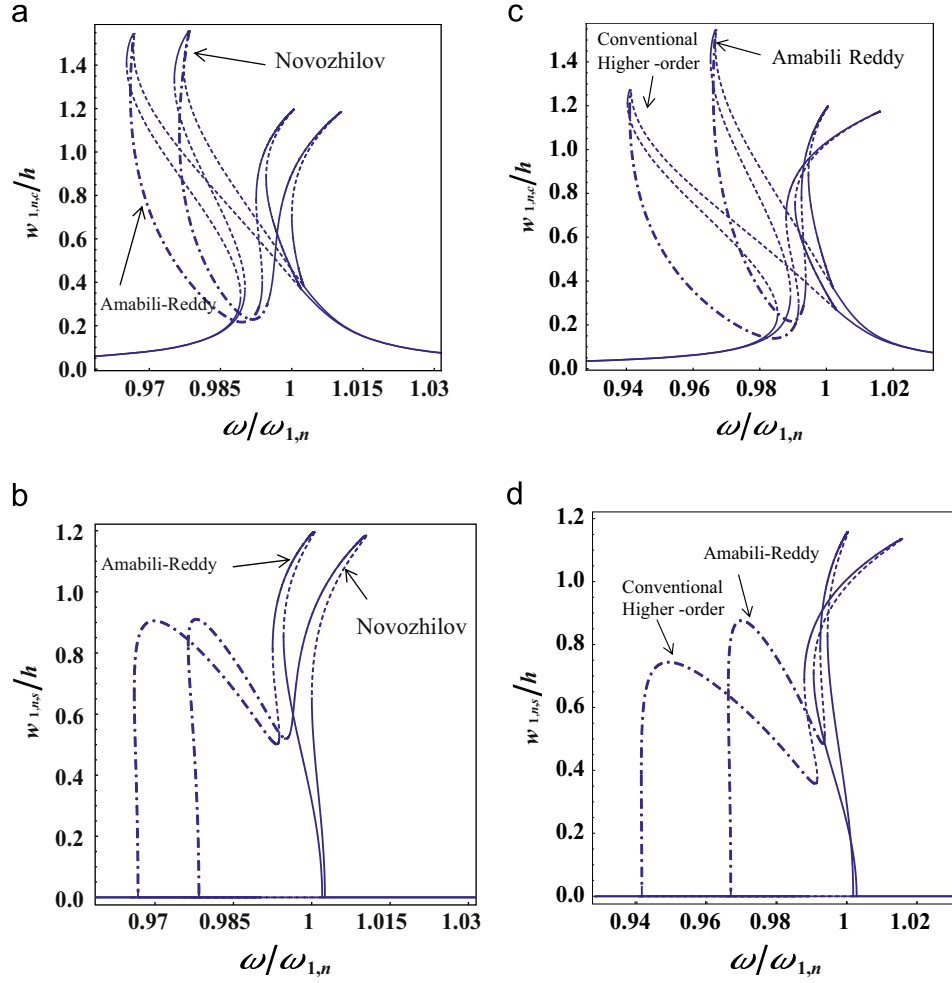 a
w 1,n,c/h
1.4
1.2
1.0
0.8
0.6
0.4
0.2
0.0
Novozhilov
Amabili-Reddy
0.97 0.985 1 1.015 1.03
ω/ω1,n
c
w 1,n,c/h
1.4
1.2
1.0
0.8
0.6
0.4
0.2
0.0
Conventional
Higher -order
Amabili Reddy
0.94 0.96 0.98 1 1.02
ω/ω1,n
b
w 1,n,s/h
1.2
1.0
0.8
0.6
0.4
0.2
0.0
Amabili-Reddy
Novozhilov
0.97 0.985 1 1.015 1.03
ω/ω1,n
d
w 1,n,s/h
1.2
1.0
0.8
0.6
0.4
0.2
0.0
Amabili-Reddy
Conventional
Higher -order
0.94 0.96 0.98 1 1.02
ω/ω1,n